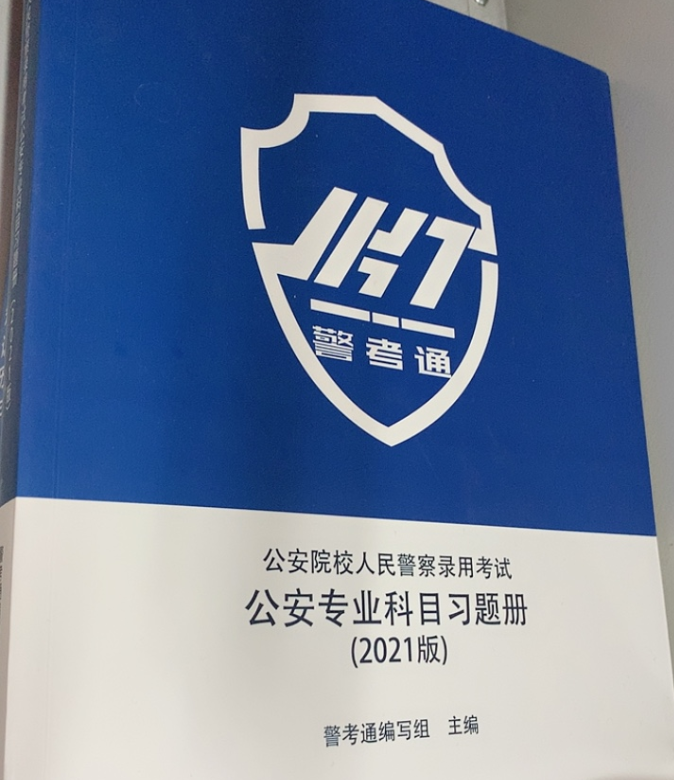 JKT
警考通
公安院校人民警察录用考试
公安专业科目习题册
(2021版)
警考通编写组 主编